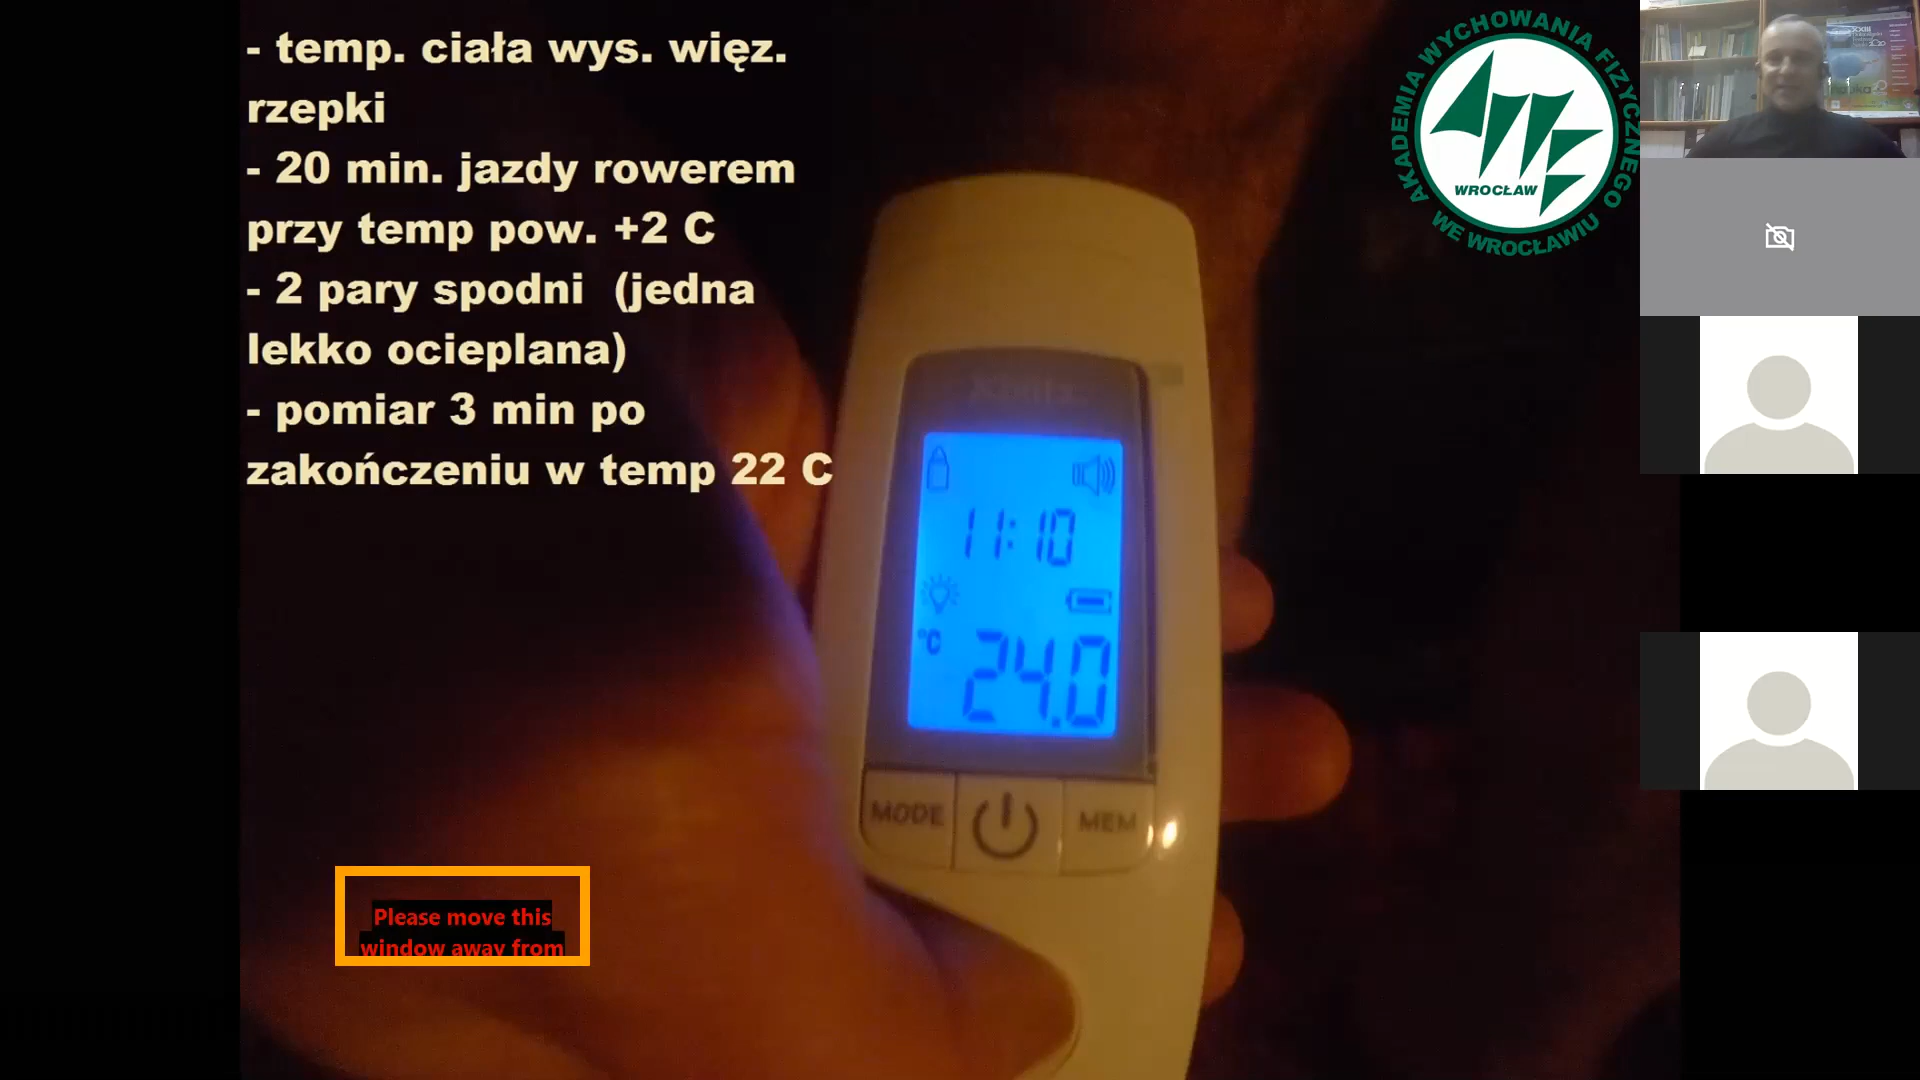 - temp. ciała wys. więz.
rzepki
- 20 min. jazdy rowerem
przy temp pow. +2 C
- 2 pary spodni (jedna
lekko ocieplana)
- pomiar 3 min po
zakończeniu w temp 22 C
AKADEMIA WYCHOWANIA FIZYCZNEGO
WE WROCŁAWIU
WROCŁAW
11:10
°C 24.0
MODE MEM
Please move this
window away from